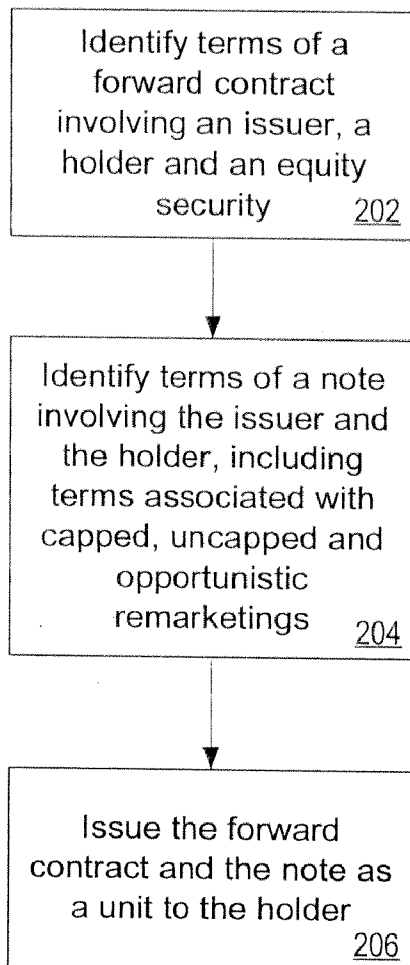 Identify terms of a
forward contract
involving an issuer, a
holder and an equity
security 202
Identify terms of a note
involving the issuer and
the holder, including
terms associated with
capped, uncapped and
opportunistic
remarketings 204
Issue the forward
contract and the note as
a unit to the holder
206